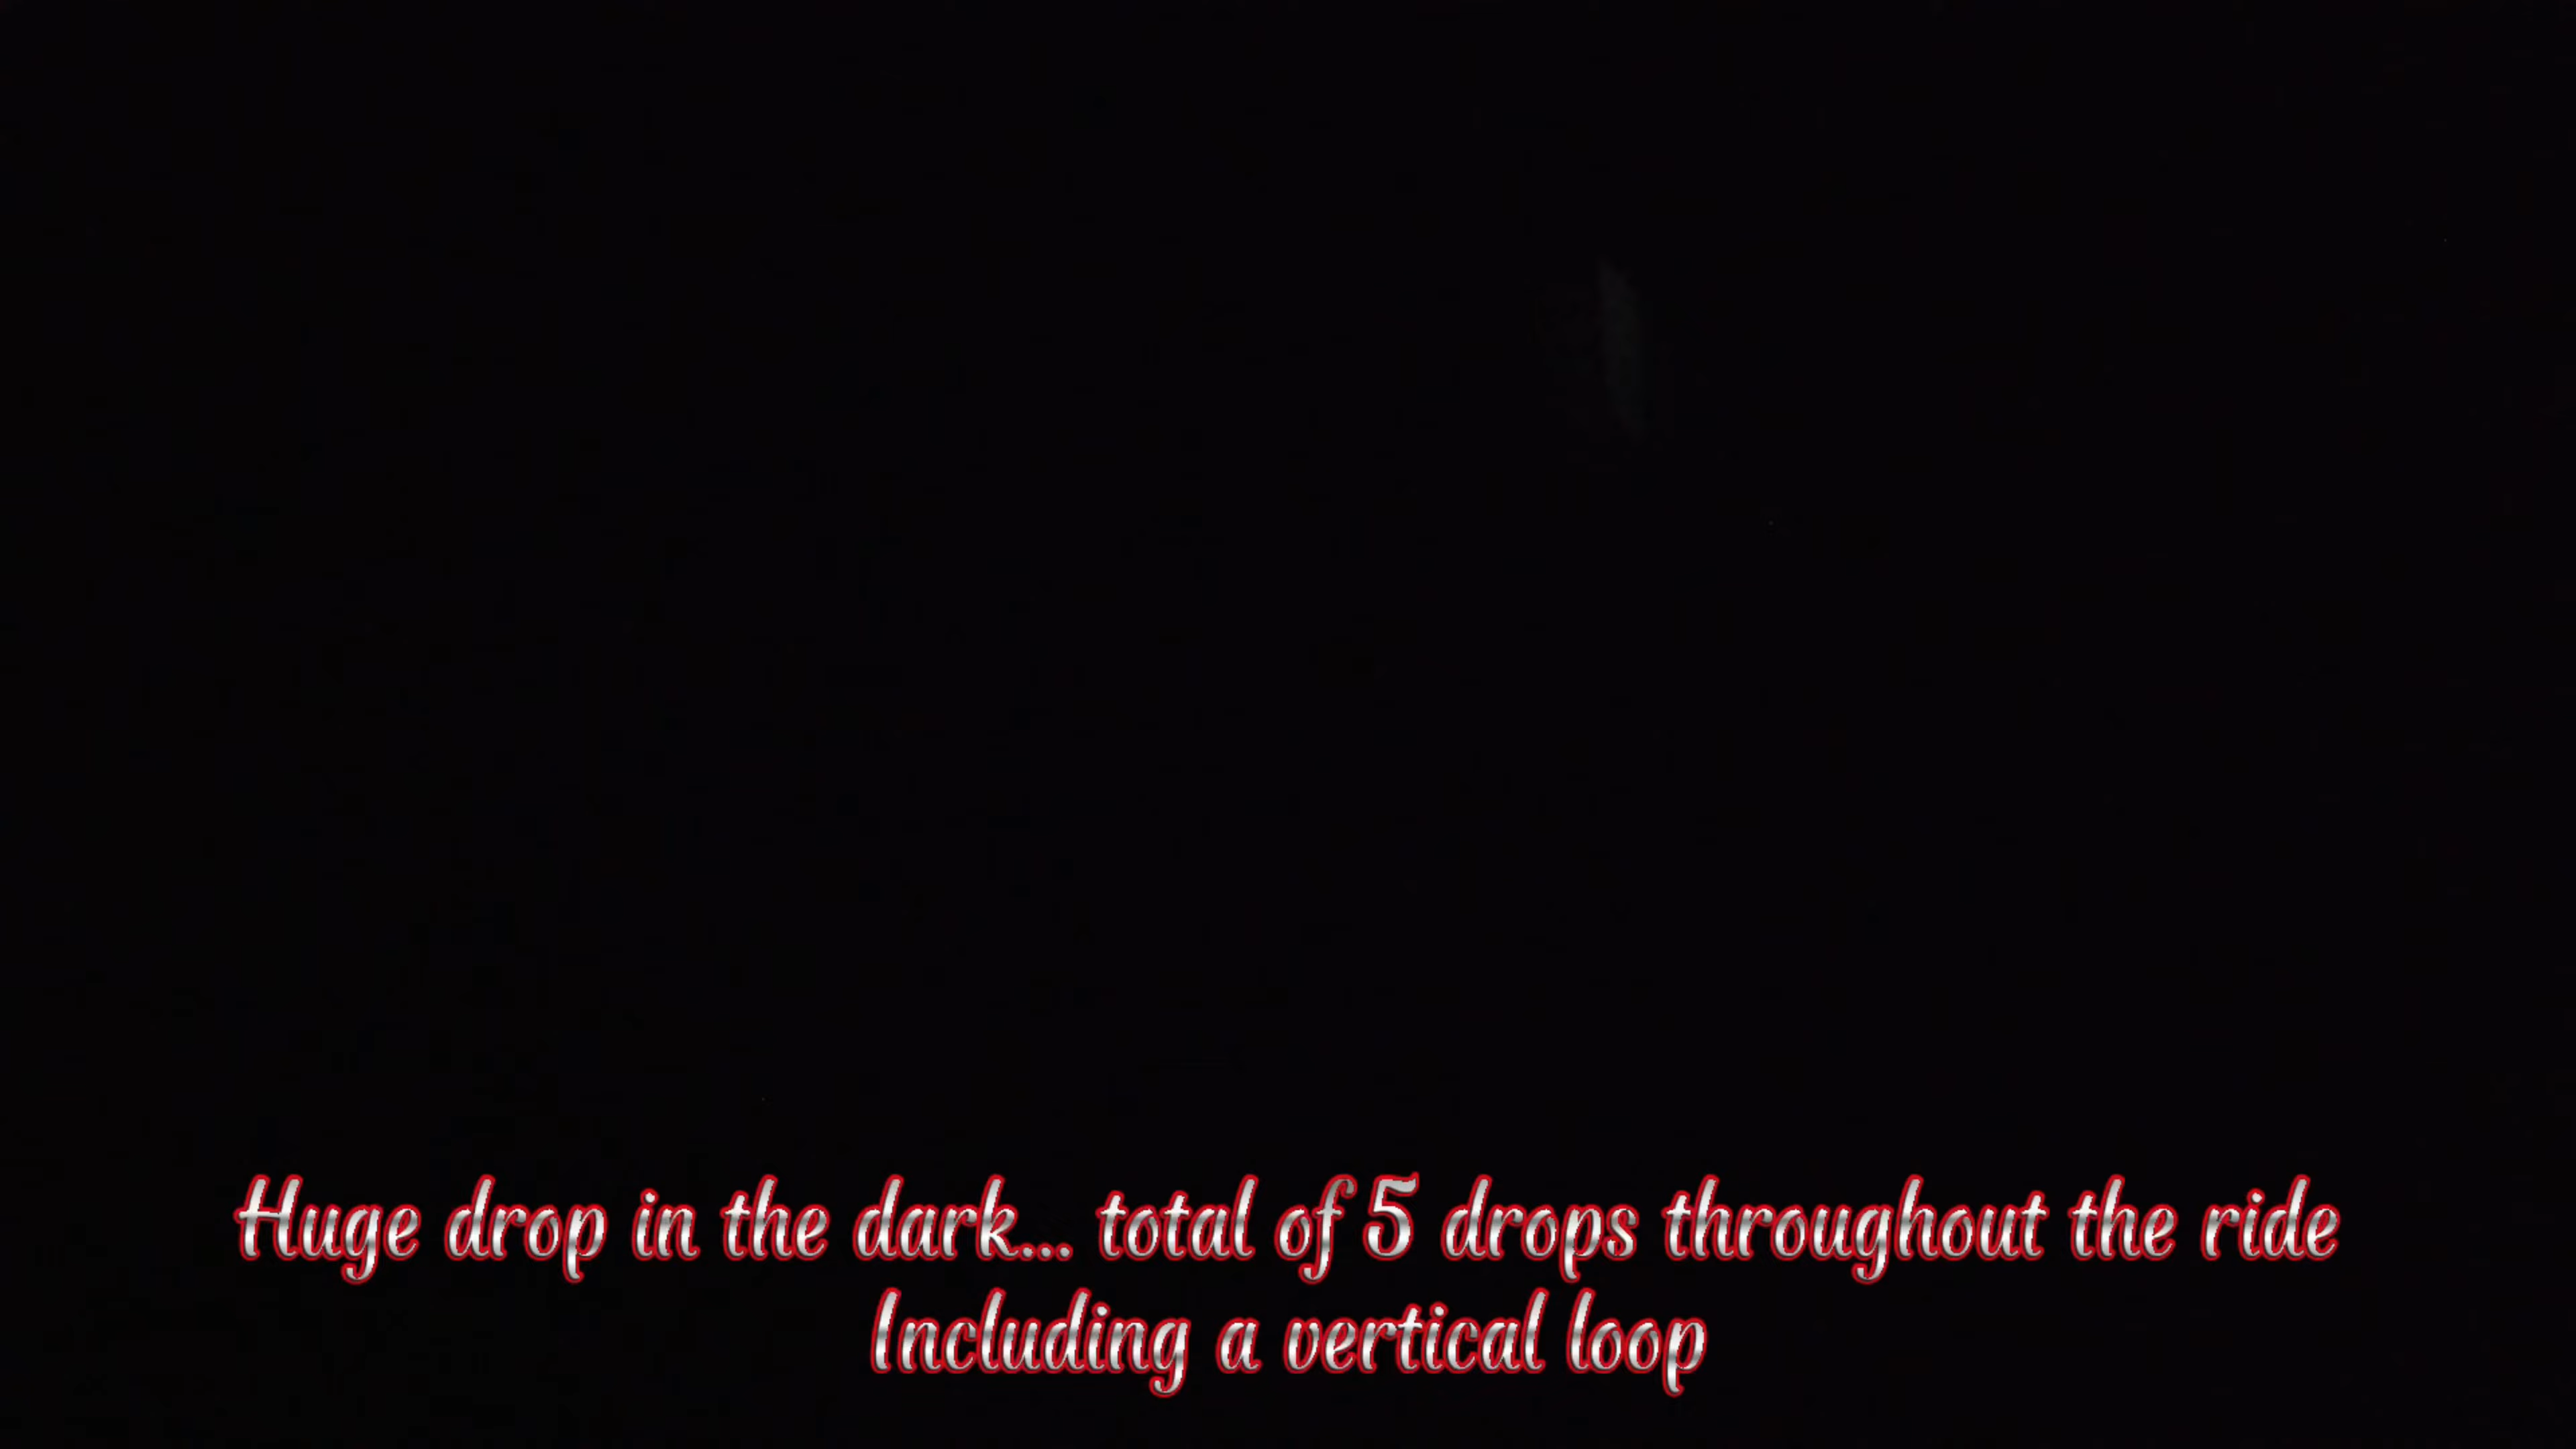 Huge drop in the dark... total of 5 drops throughout the ride
Including a vertical loop